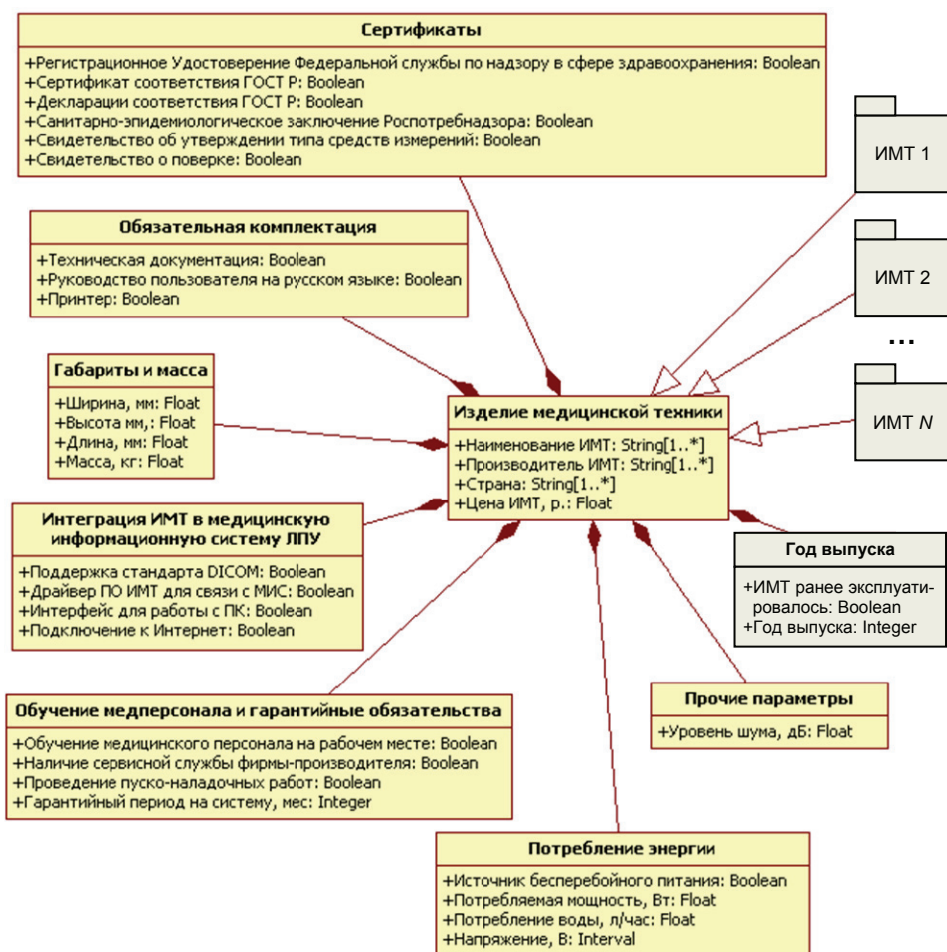 Сертификаты
+Регистрационное Удостоверение Федеральной службы по надзору в сфере здравоохранения: Boolean
+Сертификат соответствия ГОСТ Р: Boolean
+Декларации соответствия ГОСТ Р: Boolean
+Санитарно-эпидемиологическое заключение Роспотребнадзора: Boolean
+Свидетельство об утверждении типа средств измерений: Boolean
+Свидетельство о поверке: Boolean
ИМТ 1
Обязательная комплектация
+Техническая документация: Boolean
+Руководство пользователя на русском языке: Boolean
+Принтер: Boolean
ИМТ 2
...
Габариты и масса
+Ширина, мм: Float
+Высота мм,: Float
+Длина, мм: Float
+Масса, кг: Float
ИМТ N
Изделие медицинской техники
+Наименование ИМТ: String[1..*]
+Производитель ИМТ: String[1..*]
+Страна: String[1..*]
+Цена ИМТ, р.: Float
Интеграция ИМТ в медицинскую
информационную систему ЛПУ
+Поддержка стандарта DICOM: Boolean
+Драйвер ПО ИМТ для связи с МИС: Boolean
+Интерфейс для работы с ПК: Boolean
+Подключение к Интернет: Boolean
Год выпуска
+ИМТ ранее эксплуати-
ровалось: Boolean
+Год выпуска: Integer
Обучение медперсонала и гарантийные обязательства
+Обучение медицинского персонала на рабочем месте: Boolean
+Наличие сервисной службы фирмы-производителя: Boolean
+Проведение пуско-наладочных работ: Boolean
+Гарантийный период на систему, мес: Integer
Прочие параметры
+Уровень шума, дБ: Float
Потребление энергии
+Источник бесперебойного питания: Boolean
+Потребляемая мощность, Вт: Float
+Потребление воды, л/час: Float
+Напряжение, В: Interval